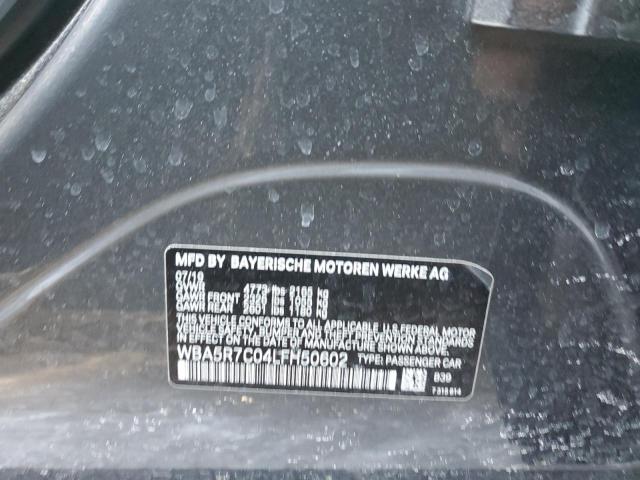 MFD BY BAYERISCHE MOTOREN WERKE AG
07/19
GVWR 4773 lbs 2165 kg
GAWR FRONT 2326 lbs 1055 kg
GAWR REAR 2601 lbs 1180 kg
THIS VEHICLE CONFORMS TO ALL APPLICABLE U.S. FEDERAL MOTOR
VEHICLE SAFETY, BUMPER, AND THEFT PREVENTION STANDARDS IN
EFFECT ON THE DATE OF MANUFACTURE SHOWN ABOVE.
WBA5R7C04LFH50602 TYPE: PASSENGER CAR
B39